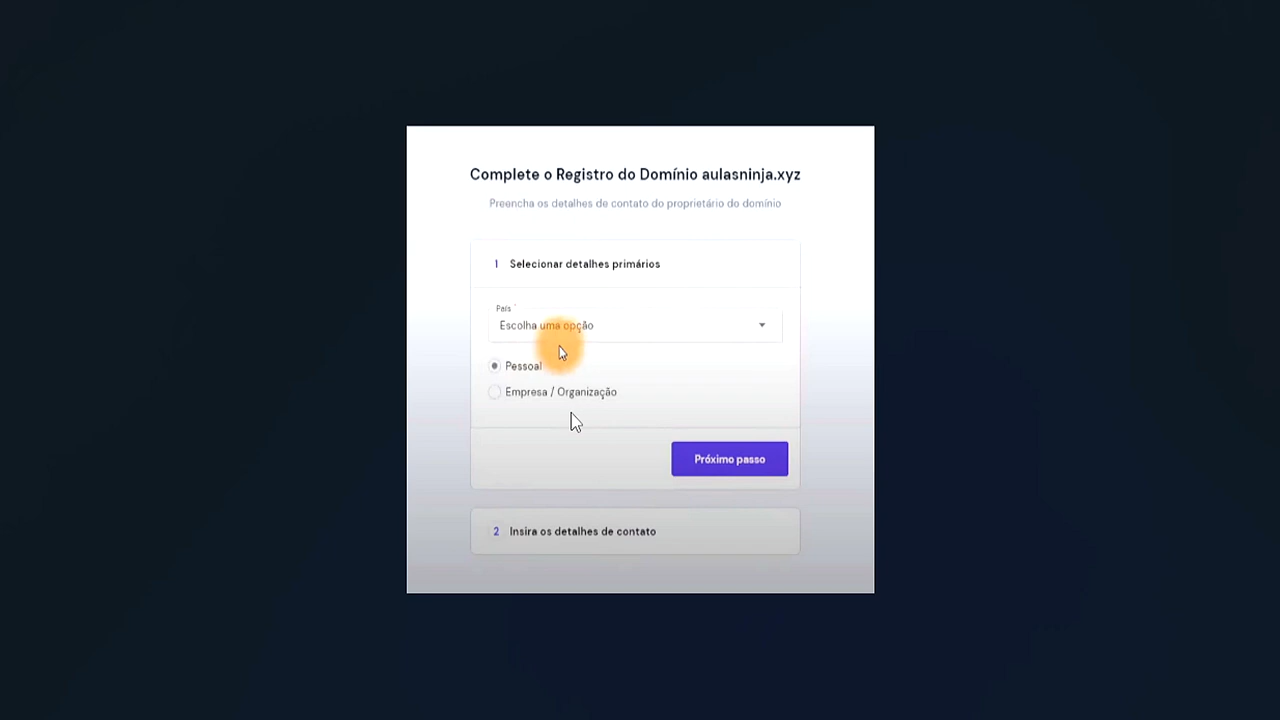 Complete o Registro do Domínio aulasninja.xyz
Preencha os detalhes de contato do proprietário do domínio
1 Selecionar detalhes primários
País *
Escolha uma opção
Pessoal
Empresa / Organização
Próximo passo
2 Insira os detalhes de contato